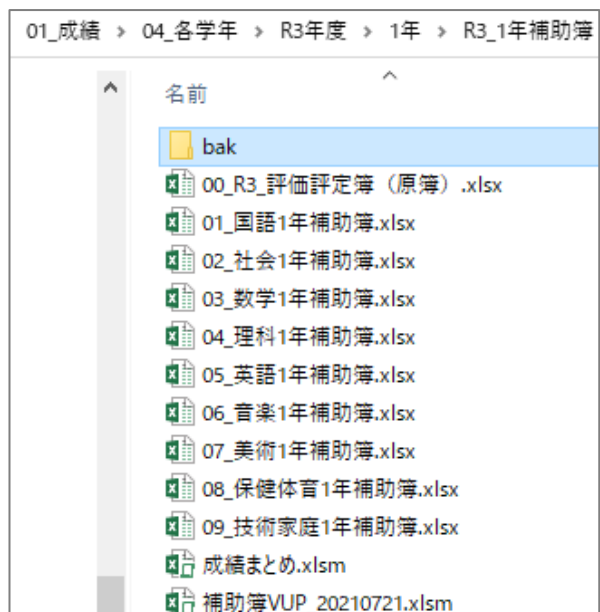 01_成績 > 04_各学年 > R3年度 > 1年 > R3_1年補助簿
名前
bak
00_R3_評価評定簿（原簿）.xlsx
01_国語1年補助簿.xlsx
02_社会1年補助簿.xlsx
03_数学1年補助簿.xlsx
04_理科1年補助簿.xlsx
05_英語1年補助簿.xlsx
06_音楽1年補助簿.xlsx
07_美術1年補助簿.xlsx
08_保健体育1年補助簿.xlsx
09_技術家庭1年補助簿.xlsx
成績まとめ.xlsm
補助簿VUP_20210721.xlsm